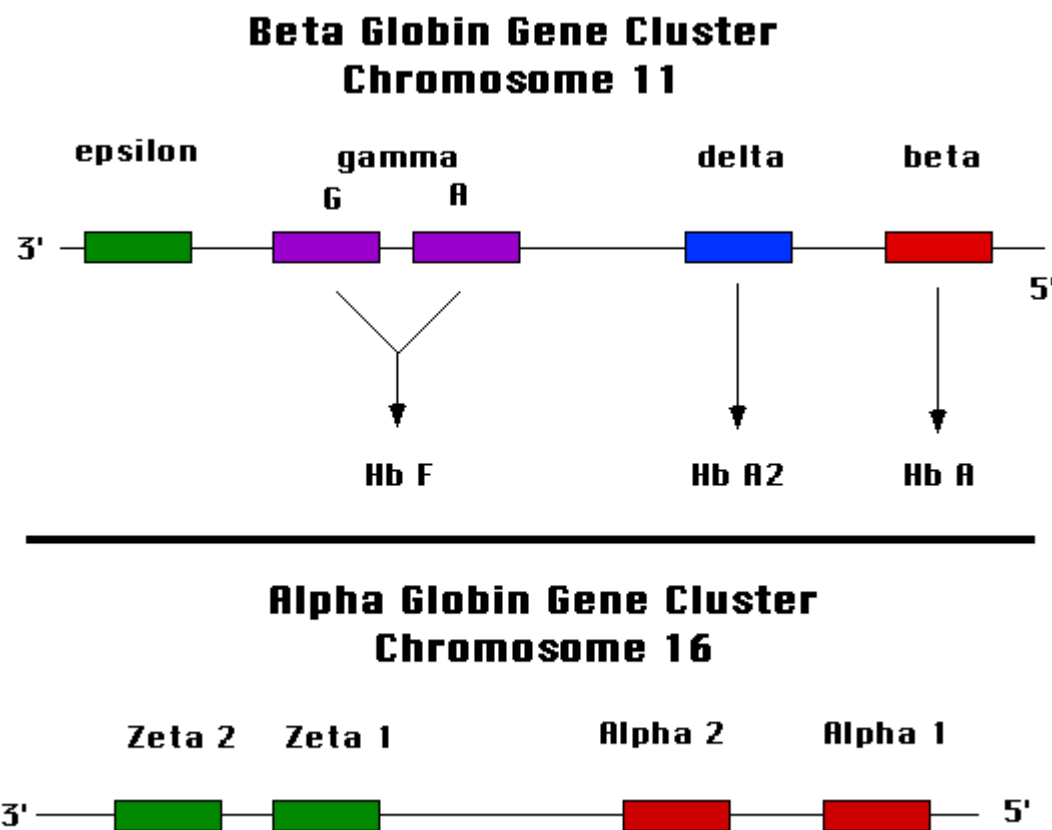 Beta Globin Gene Cluster
Chromosome 11
epsilon gamma delta beta
G A
3' 5'
Hb F Hb A2 Hb A
Alpha Globin Gene Cluster
Chromosome 16
Zeta 2 Zeta 1 Alpha 2 Alpha 1
3' 5'